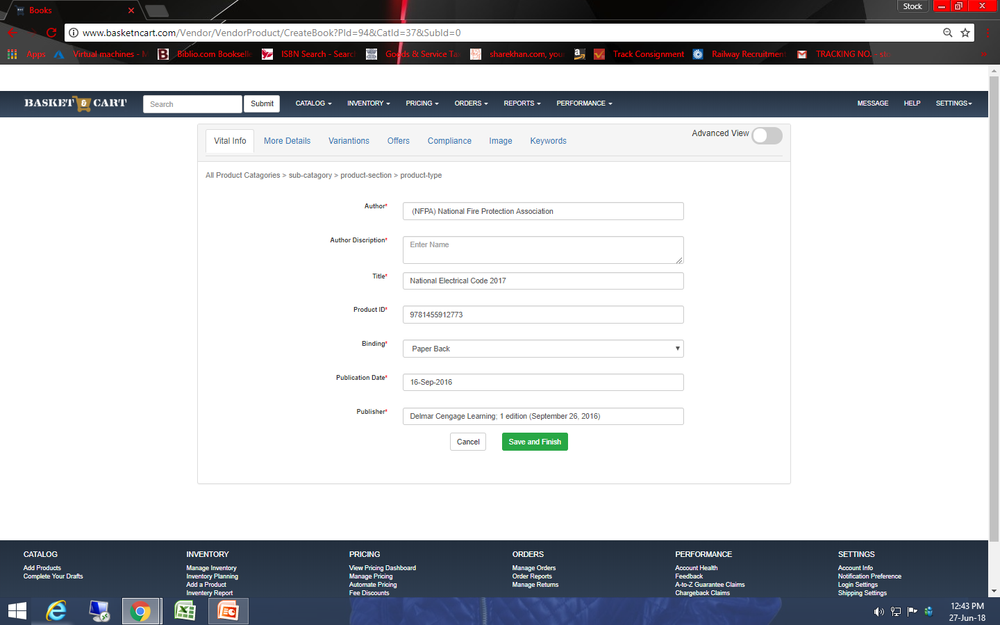 Books
Stock
www.basketncart.com/Vendor/VendorProduct/CreateBook?PId=94&CatId=37&SubId=0
Apps Virtual machines - M Biblio.com Bookselle ISBN Search - Searc Goods & Service Tax sharekhan.com, your Track Consignment Railway Recruitment TRACKING NO. -
BASKET & CART Search Submit CATALOG INVENTORY PRICING ORDERS REPORTS PERFORMANCE MESSAGE HELP SETTINGS
Vital Info More Details Variantions Offers Compliance Image Keywords Advanced View
All Product Catagories > sub-catagory > product-section > product-type
Author* (NFPA) National Fire Protection Association
Author Discription* Enter Name
Title* National Electrical Code 2017
Product ID* 9781455912773
Binding* Paper Back
Publication Date* 16-Sep-2016
Publisher* Delmar Cengage Learning; 1 edition (September 26, 2016)
Cancel Save and Finish
CATALOG INVENTORY PRICING ORDERS PERFORMANCE SETTINGS
Add Products Manage Inventory View Pricing Dashboard Manage Orders Account Health Account Info
Complete Your Drafts Inventory Planning Manage Pricing Order Reports Feedback Notification Preference
Add a Product Automate Pricing Manage Returns A-to-Z Guarantee Claims Login Settings
Inventery Report Fee Discounts Chargeback Claims Shipping Settings
12:43 PM
27-Jun-18